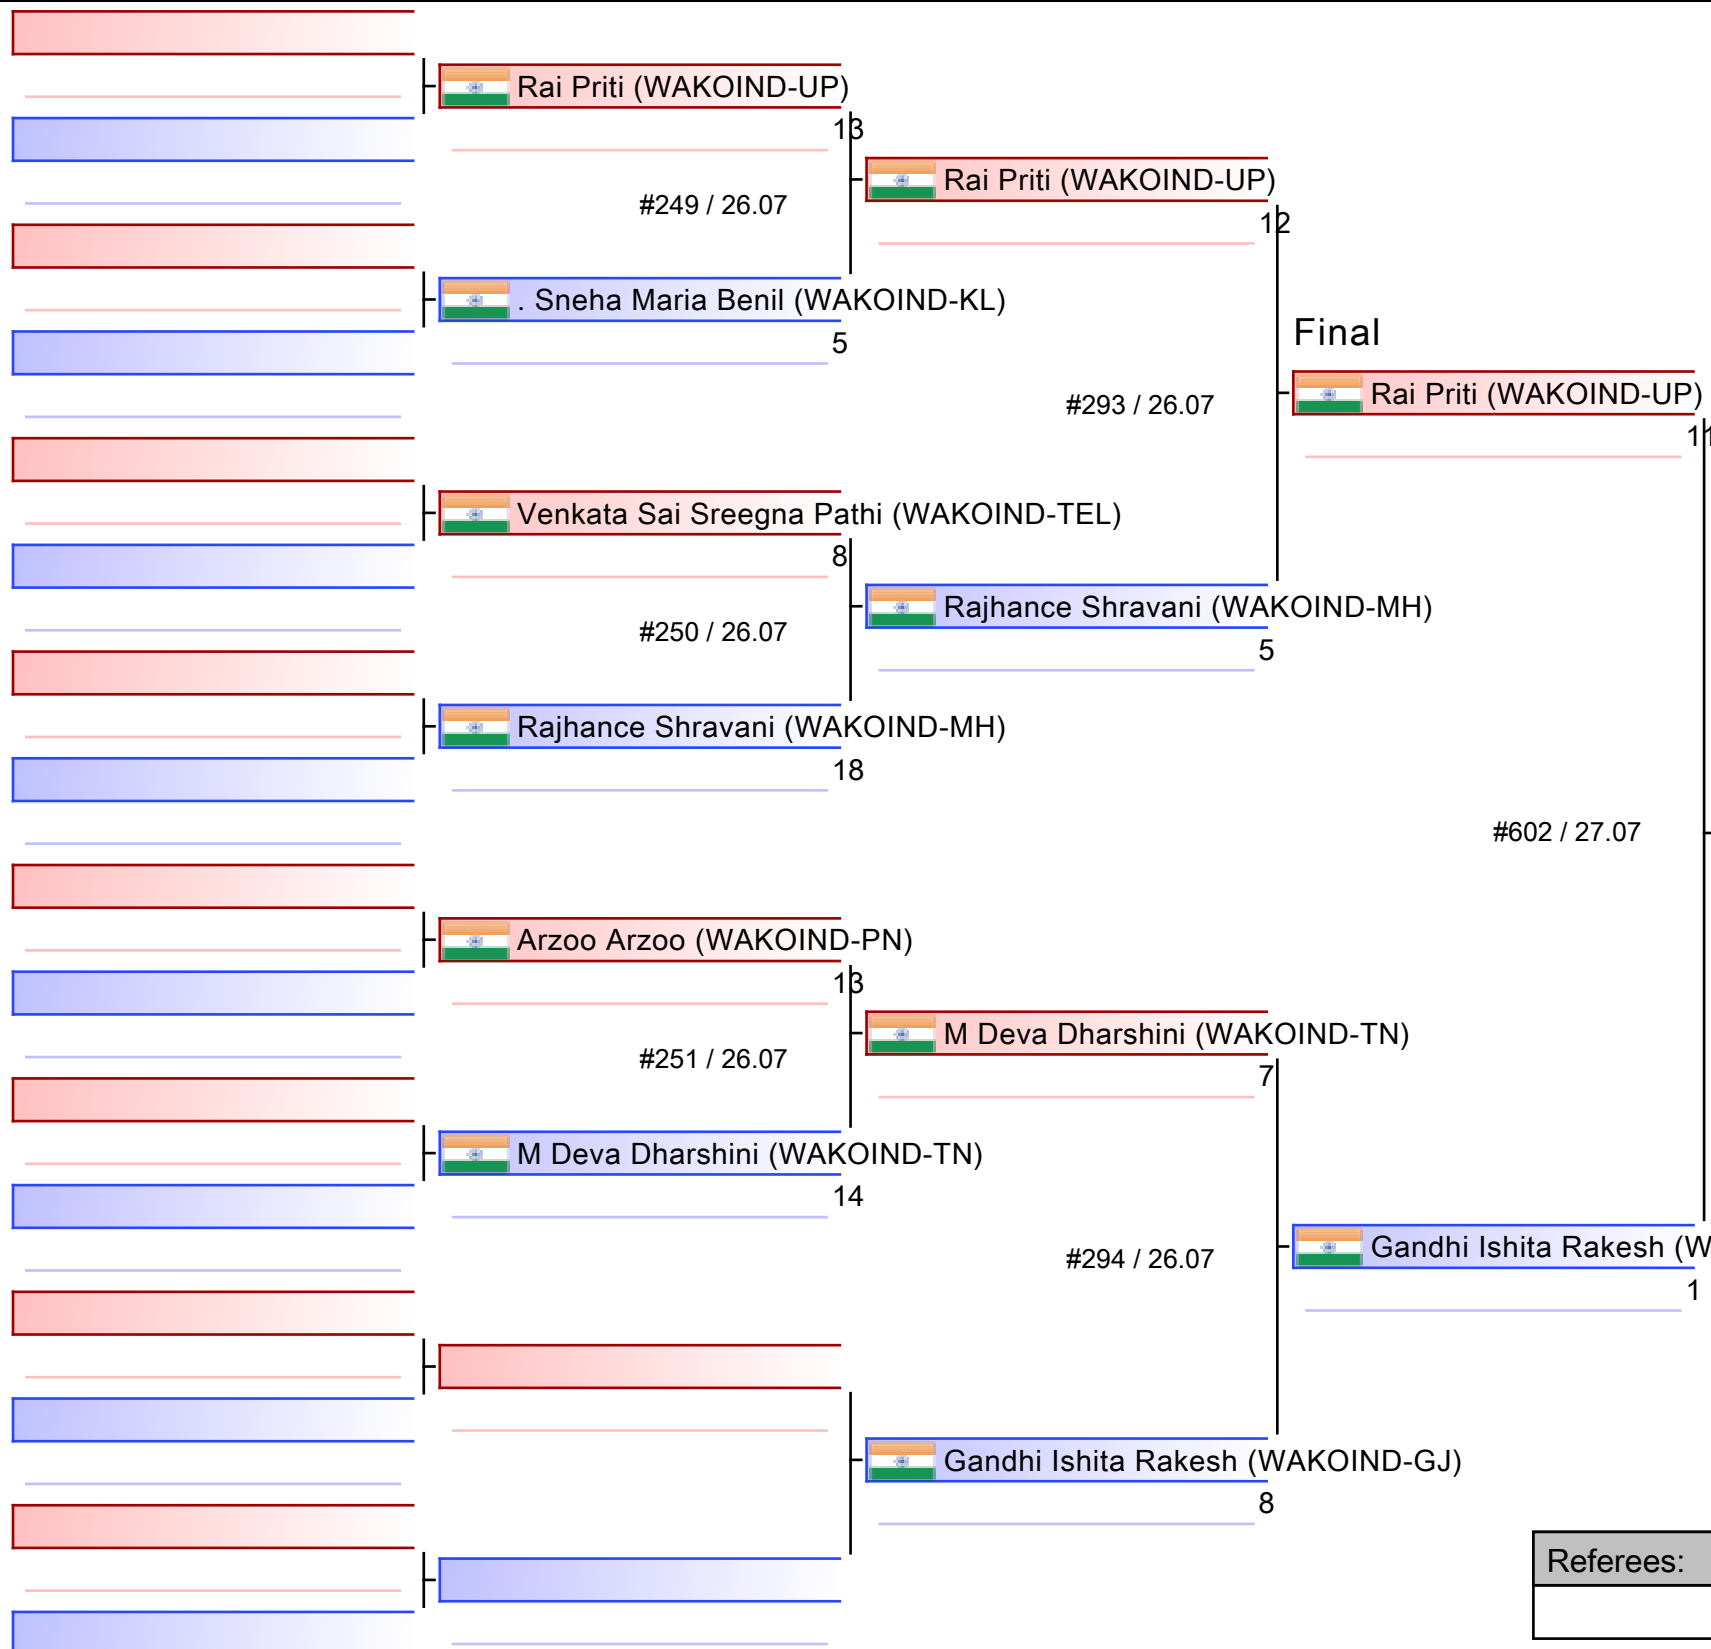 Rai Priti (WAKOIND-UP)
13
#249 / 26.07
. Sneha Maria Benil (WAKOIND-KL)
5
Venkata Sai Sreegna Pathi (WAKOIND-TEL)
8
#250 / 26.07
Rajhance Shravani (WAKOIND-MH)
18
Arzoo Arzoo (WAKOIND-PN)
13
#251 / 26.07
M Deva Dharshini (WAKOIND-TN)
14
Rai Priti (WAKOIND-UP)
12
#293 / 26.07
Rajhance Shravani (WAKOIND-MH)
5
M Deva Dharshini (WAKOIND-TN)
7
#294 / 26.07
Gandhi Ishita Rakesh (WAKOIND-GJ)
8
Final
Rai Priti (WAKOIND-UP)
11
#602 / 27.07
Gandhi Ishita Rakesh (W
1
Referees: